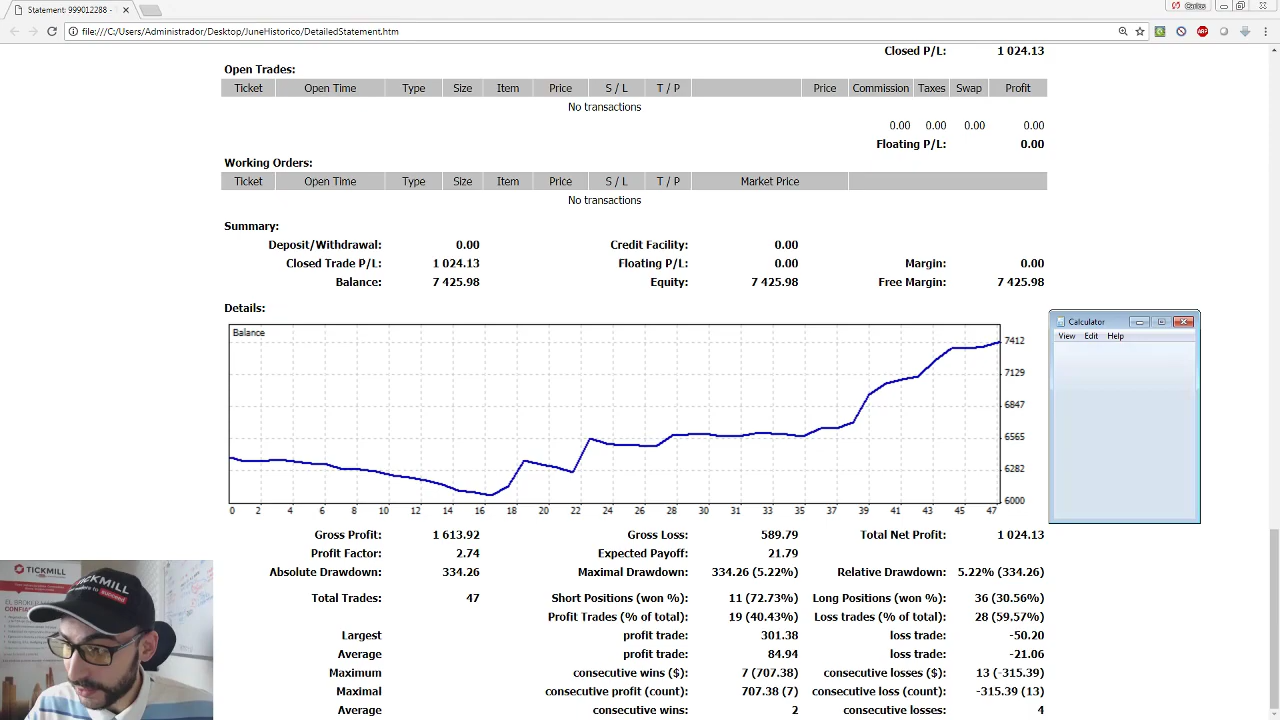 Statement: 999012288 -
file:///C:/Users/Administrador/Desktop/JuneHistorico/DetailedStatement.htm
Closed P/L: 1 024.13
Open Trades:
Ticket Open Time Type Size Item Price S / L T / P Price Commission Taxes Swap Profit
No transactions
0.00 0.00 0.00 0.00
Floating P/L: 0.00
Working Orders:
Ticket Open Time Type Size Item Price S / L T / P Market Price
No transactions
Summary:
Deposit/Withdrawal: 0.00 Credit Facility: 0.00
Closed Trade P/L: 1 024.13 Floating P/L: 0.00 Margin: 0.00
Balance: 7 425.98 Equity: 7 425.98 Free Margin: 7 425.98
Details:
Balance
7412
7129
6847
6565
6282
6000
0 2 4 6 8 10 12 14 16 18 20 22 24 26 28 30 31 33 35 37 39 41 43 45 47
Calculator
View Edit Help
Gross Profit: 1 613.92 Gross Loss: 589.79 Total Net Profit: 1 024.13
Profit Factor: 2.74 Expected Payoff: 21.79
Absolute Drawdown: 334.26 Maximal Drawdown: 334.26 (5.22%) Relative Drawdown: 5.22% (334.26)
Total Trades: 47 Short Positions (won %): 11 (72.73%) Long Positions (won %): 36 (30.56%)
Profit Trades (% of total): 19 (40.43%) Loss trades (% of total): 28 (59.57%)
Largest profit trade: 301.38 loss trade: -50.20
Average profit trade: 84.94 loss trade: -21.06
Maximum consecutive wins ($): 7 (707.38) consecutive losses ($): 13 (-315.39)
Maximal consecutive profit (count): 707.38 (7) consecutive loss (count): -315.39 (13)
Average consecutive wins: 2 consecutive losses: 4
TICKMILL
TICKMILL
success